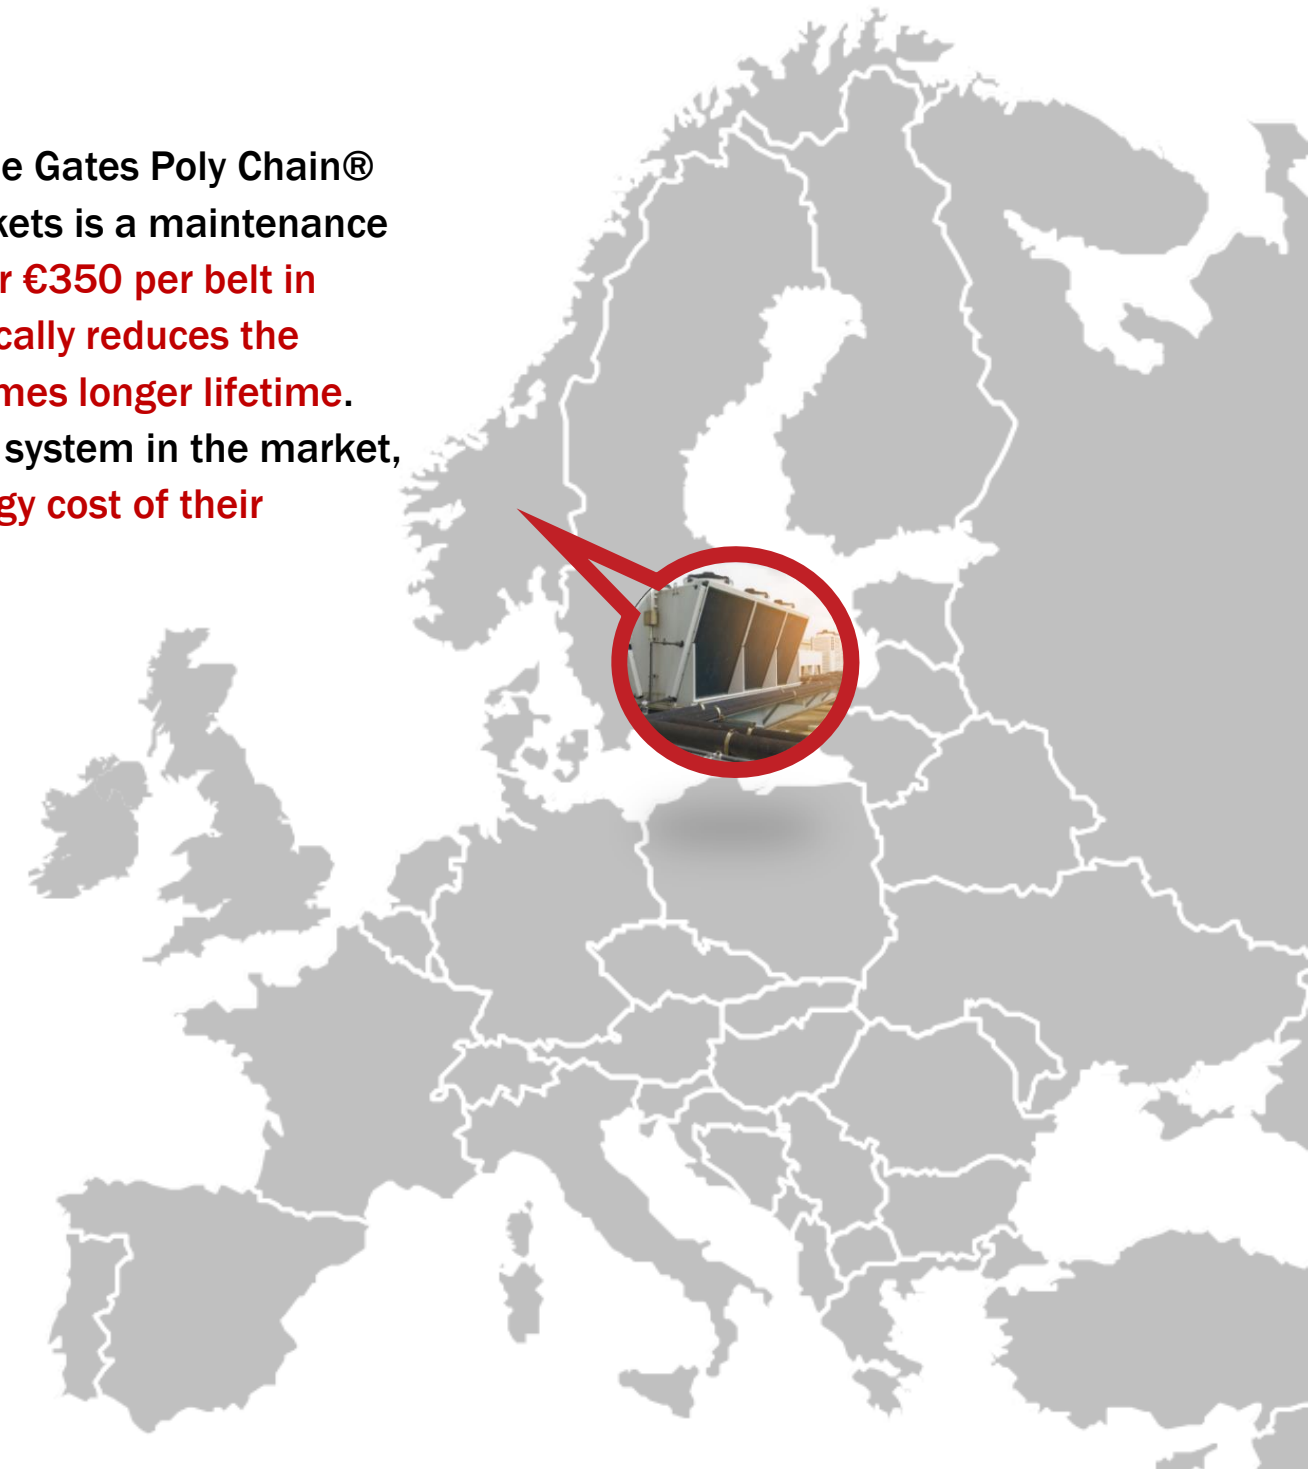 e Gates Poly Chain®
kets is a maintenance
r €350 per belt in
cally reduces the
mes longer lifetime.
system in the market,
gy cost of their